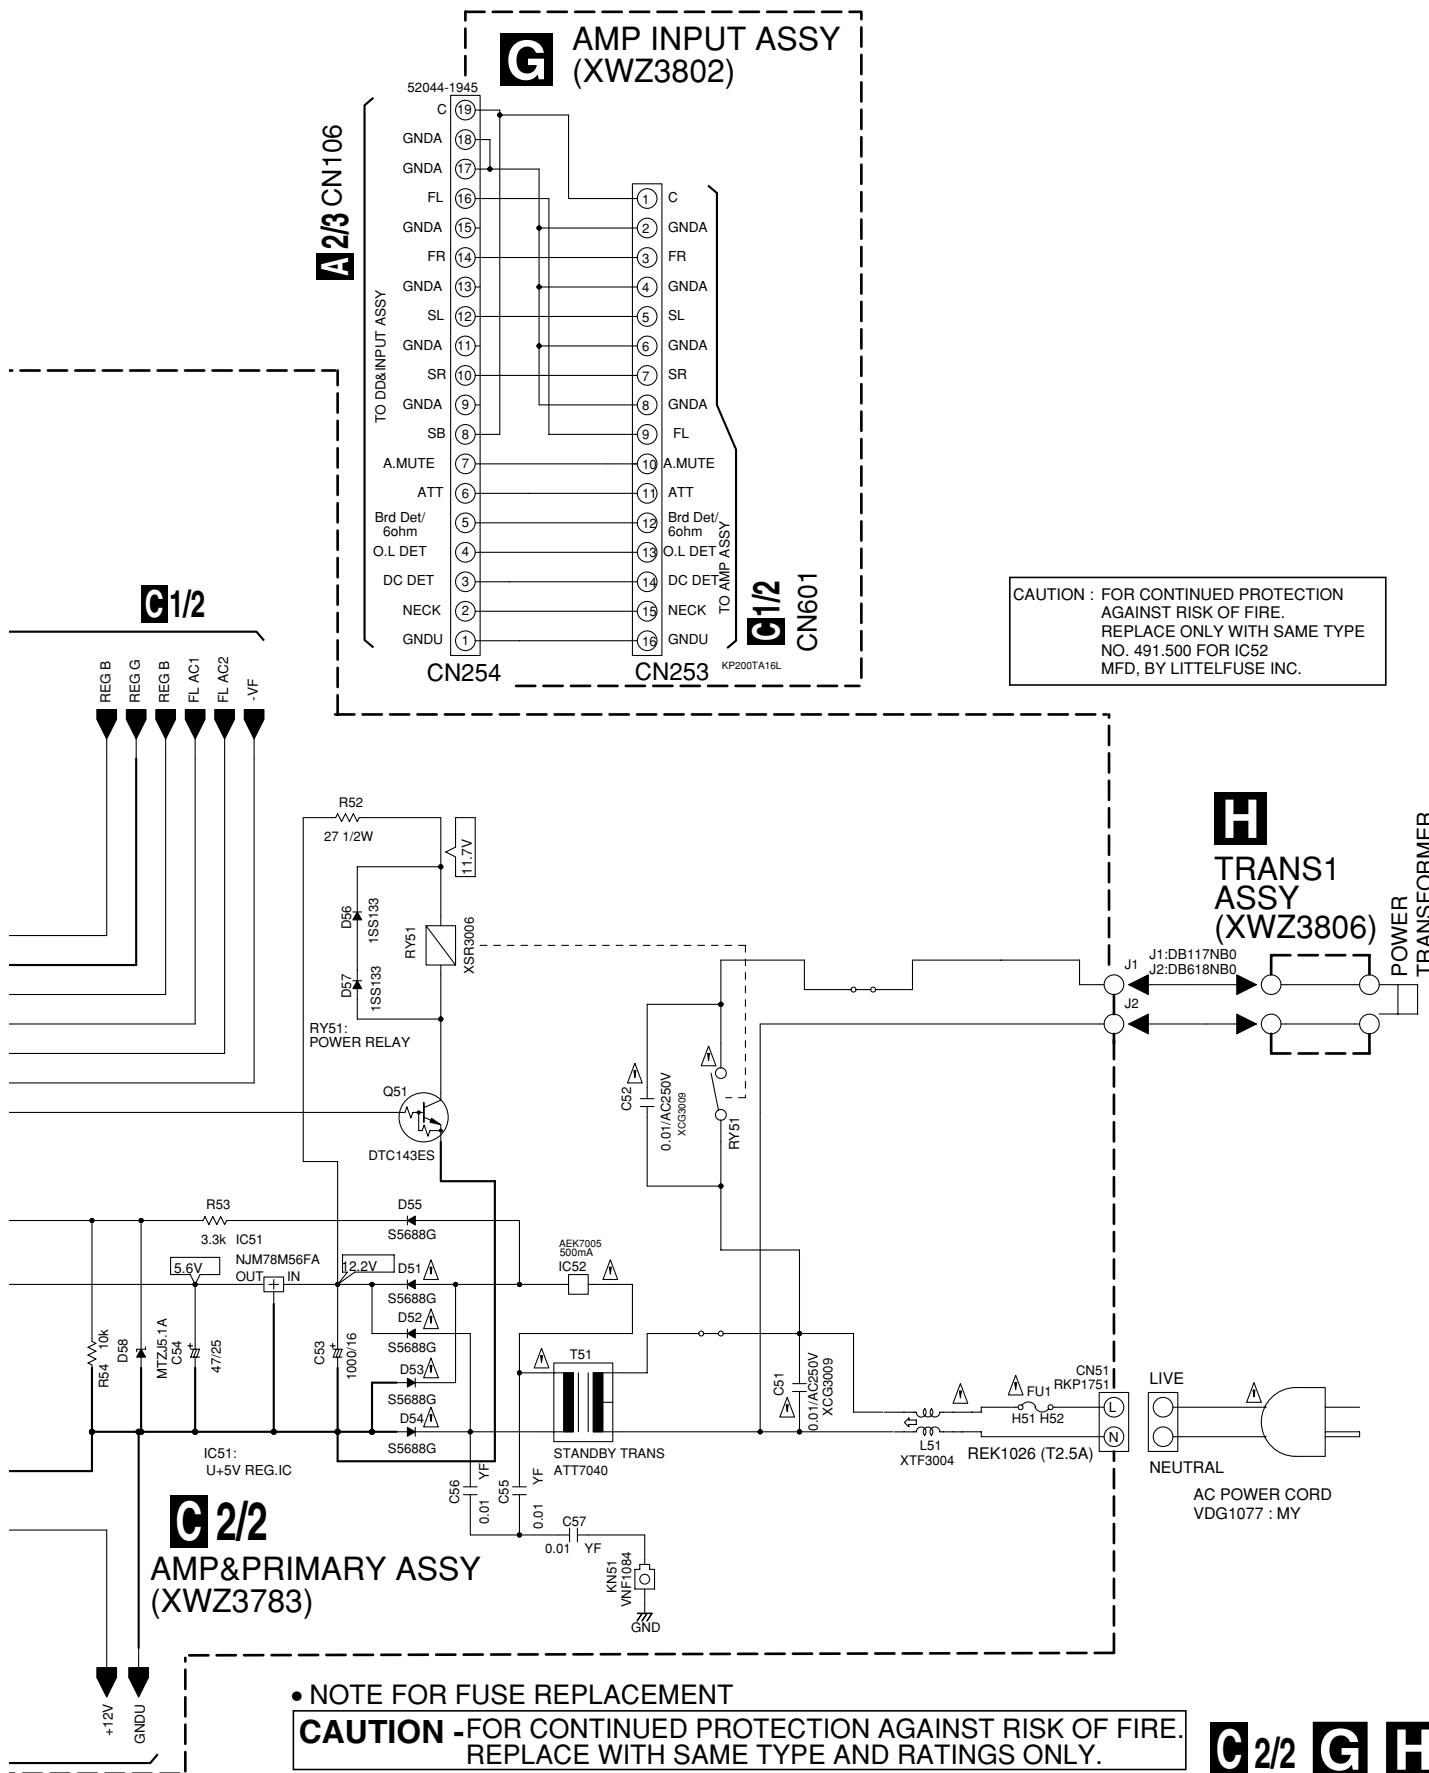 G
AMP INPUT ASSY
(XWZ3802)
52044-1945
A 2/3 CN106
TO DD&INPUT ASSY
C 19
GNDA 18
GNDA 17
FL 16
GNDA 15
FR 14
GNDA 13
SL 12
GNDA 11
SR 10
GNDA 9
SB 8
A.MUTE 7
ATT 6
Brd Det/
6ohm 5
O.L DET 4
DC DET 3
NECK 2
GNDU 1
CN254
1 C
2 GNDA
3 FR
4 GNDA
5 SL
6 GNDA
7 SR
8 GNDA
9 FL
10 A.MUTE
11 ATT
12 Brd Det/
6ohm
13 O.L DET
14 DC DET
15 NECK
16 GNDU
CN253
KP200TA16L
TO AMP ASSY
C 1/2
CN601
CAUTION : FOR CONTINUED PROTECTION
AGAINST RISK OF FIRE.
REPLACE ONLY WITH SAME TYPE
NO. 491.500 FOR IC52
MFD, BY LITTELFUSE INC.
C 1/2
REG B
REG G
REG B
FL AC1
FL AC2
-VF
R52
27 1/2W
11.7V
D56
1SS133
D57
1SS133
RY51
XSR3006
RY51:
POWER RELAY
Q51
DTC143ES
C52
0.01/AC250V
XCG3009
RY51
H
TRANS1
ASSY
(XWZ3806)
POWER
TRANSFORMER
J1
J1:DB117NB0
J2:DB618NB0
J2
R53
3.3k
IC51
NJM78M56FA
OUT
IN
5.6V
12.2V
D55
S5688G
D51
S5688G
D52
S5688G
D53
S5688G
D54
S5688G
AEK7005
500mA
IC52
R54 10k
D58
MTZJ5.1A
C54
47/25
C53
1000/16
T51
STANDBY TRANS
ATT7040
C51
0.01/AC250V
XCG3009
L51
XTF3004
FU1
H51 H52
REK1026 (T2.5A)
CN51
RKP1751
L
N
LIVE
NEUTRAL
AC POWER CORD
VDG1077 : MY
IC51:
U+5V REG.IC
C56
0.01 YF
C55
0.01 YF
C57
0.01 YF
KN51
VNF1084
GND
C 2/2
AMP&PRIMARY ASSY
(XWZ3783)
+12V
GNDU
• NOTE FOR FUSE REPLACEMENT
CAUTION - FOR CONTINUED PROTECTION AGAINST RISK OF FIRE.
REPLACE WITH SAME TYPE AND RATINGS ONLY.
C 2/2 G H